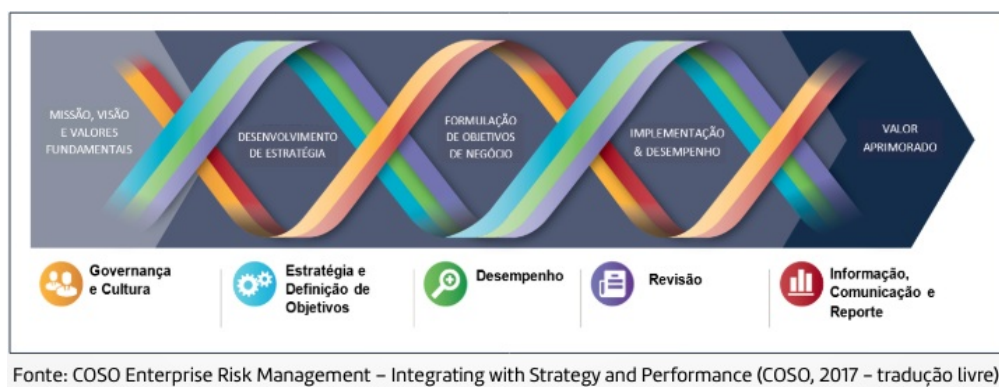 MISSÃO, VISÃO
E VALORES
FUNDAMENTAIS
DESENVOLVIMENTO
DE ESTRATÉGIA
FORMULAÇÃO
DE OBJETIVOS
DE NEGÓCIO
IMPLEMENTAÇÃO
& DESEMPENHO
VALOR
APRIMORADO
Governança
e Cultura
Estratégia e
Definição de
Objetivos
Desempenho
Revisão
Informação,
Comunicação e
Reporte
Fonte: COSO Enterprise Risk Management – Integrating with Strategy and Performance (COSO, 2017 – tradução livre)